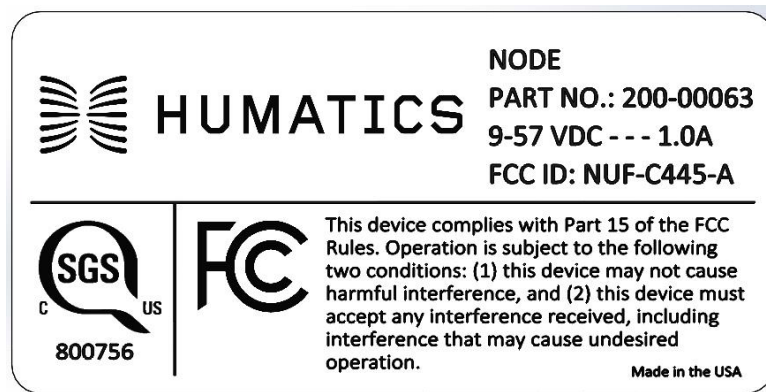 HUMATICS
NODE
PART NO.: 200-00063
9-57 VDC - - - 1.0A
FCC ID: NUF-C445-A
SGS
C US
800756
FC
This device complies with Part 15 of the FCC
Rules. Operation is subject to the following
two conditions: (1) this device may not cause
harmful interference, and (2) this device must
accept any interference received, including
interference that may cause undesired
operation.
Made in the USA